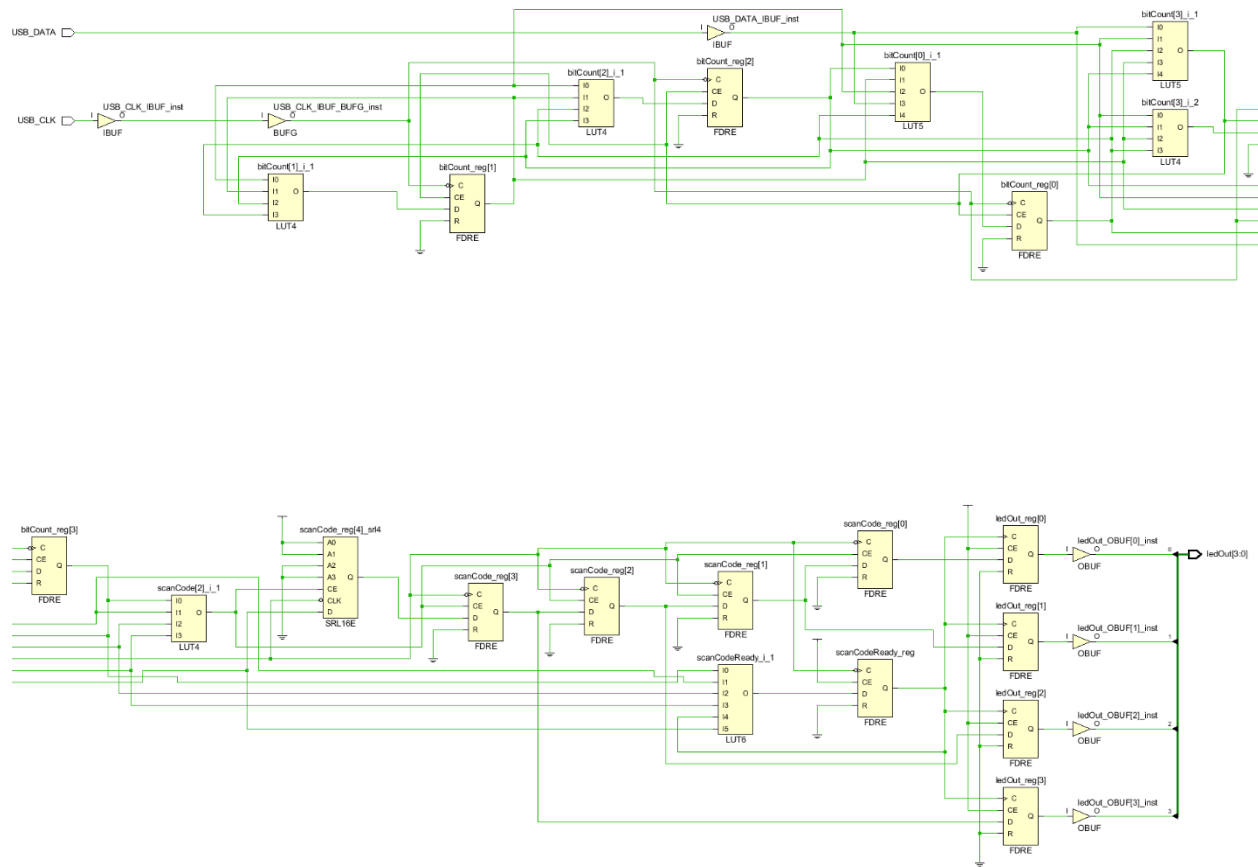 USB_DATA
I
O
USB_DATA_IBUF_inst
IBUF
USB_CLK
I
O
USB_CLK_IBUF_inst
IBUF
I
O
USB_CLK_IBUF_BUFG_inst
BUFG
bitCount[1]_i_1
I0
I1
I2
I3
O
LUT4
bitCount_reg[1]
C
CE
D
R
Q
FDRE
bitCount[2]_i_1
I0
I1
I2
I3
O
LUT4
bitCount_reg[2]
C
CE
D
R
Q
FDRE
bitCount[0]_i_1
I0
I1
I2
I3
I4
O
LUT5
bitCount_reg[0]
C
CE
D
R
Q
FDRE
bitCount[3]_i_1
I0
I1
I2
I3
I4
O
LUT5
bitCount[3]_i_2
I0
I1
I2
I3
O
LUT4
bitCount_reg[3]
C
CE
D
R
Q
FDRE
scanCode[2]_i_1
I0
I1
I2
I3
O
LUT4
scanCode_reg[4]_srl4
A0
A1
A2
A3
CE
CLK
D
Q
SRL16E
scanCode_reg[3]
C
CE
D
R
Q
FDRE
scanCode_reg[2]
C
CE
D
R
Q
FDRE
scanCode_reg[1]
C
CE
D
R
Q
FDRE
scanCode_reg[0]
C
CE
D
R
Q
FDRE
scanCodeReady_i_1
I0
I1
I2
I3
I4
I5
O
LUT6
scanCodeReady_reg
C
CE
D
R
Q
FDRE
ledOut_reg[0]
C
CE
D
R
Q
FDRE
I
O
ledOut_OBUF[0]_inst
OBUF
0
ledOut[3:0]
ledOut_reg[1]
C
CE
D
R
Q
FDRE
I
O
ledOut_OBUF[1]_inst
OBUF
1
ledOut_reg[2]
C
CE
D
R
Q
FDRE
I
O
ledOut_OBUF[2]_inst
OBUF
2
ledOut_reg[3]
C
CE
D
R
Q
FDRE
I
O
ledOut_OBUF[3]_inst
OBUF
3